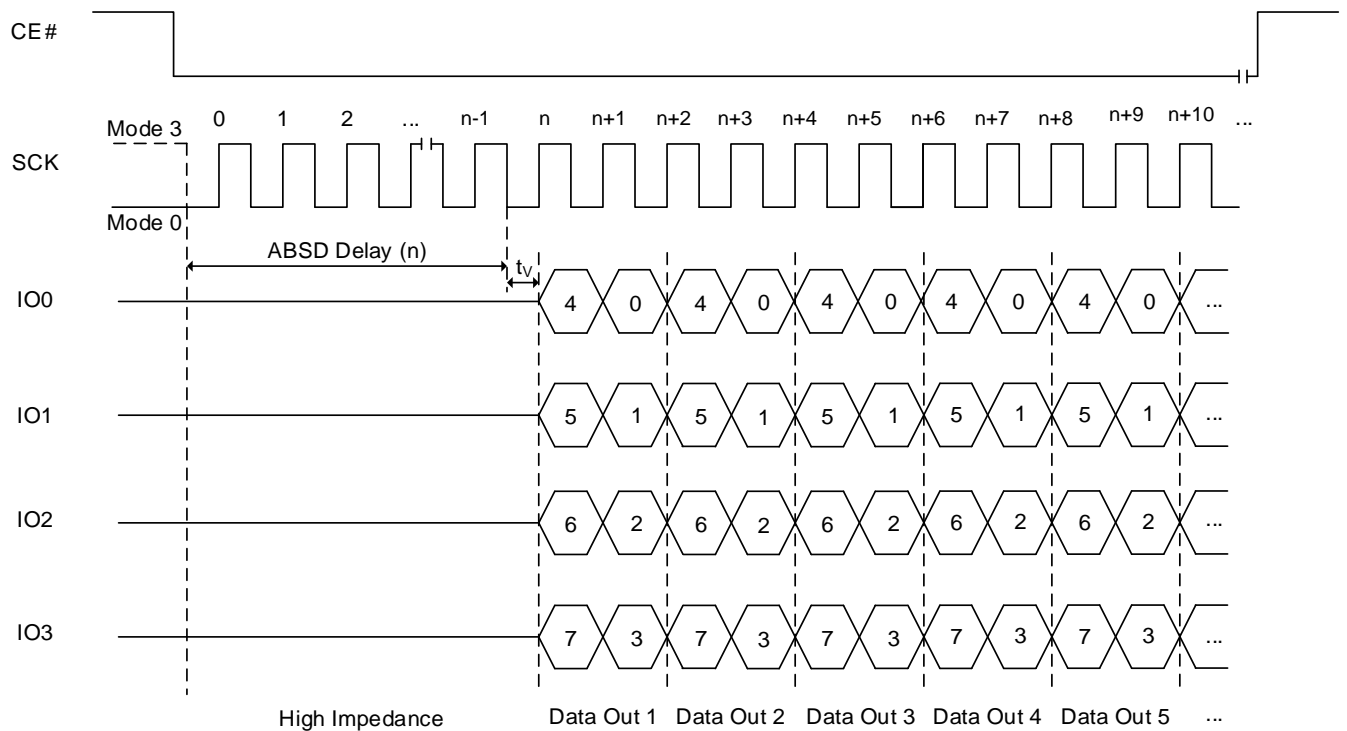 CE#
Mode 3 0 1 2 ... n-1 n n+1 n+2 n+3 n+4 n+5 n+6 n+7 n+8 n+9 n+10 ...
SCK
Mode 0
ABSD Delay (n)
tV
IO0 4 0 4 0 4 0 4 0 4 0 ...
IO1 5 1 5 1 5 1 5 1 5 1 ...
IO2 6 2 6 2 6 2 6 2 6 2 ...
IO3 7 3 7 3 7 3 7 3 7 3 ...
High Impedance Data Out 1 Data Out 2 Data Out 3 Data Out 4 Data Out 5 ...